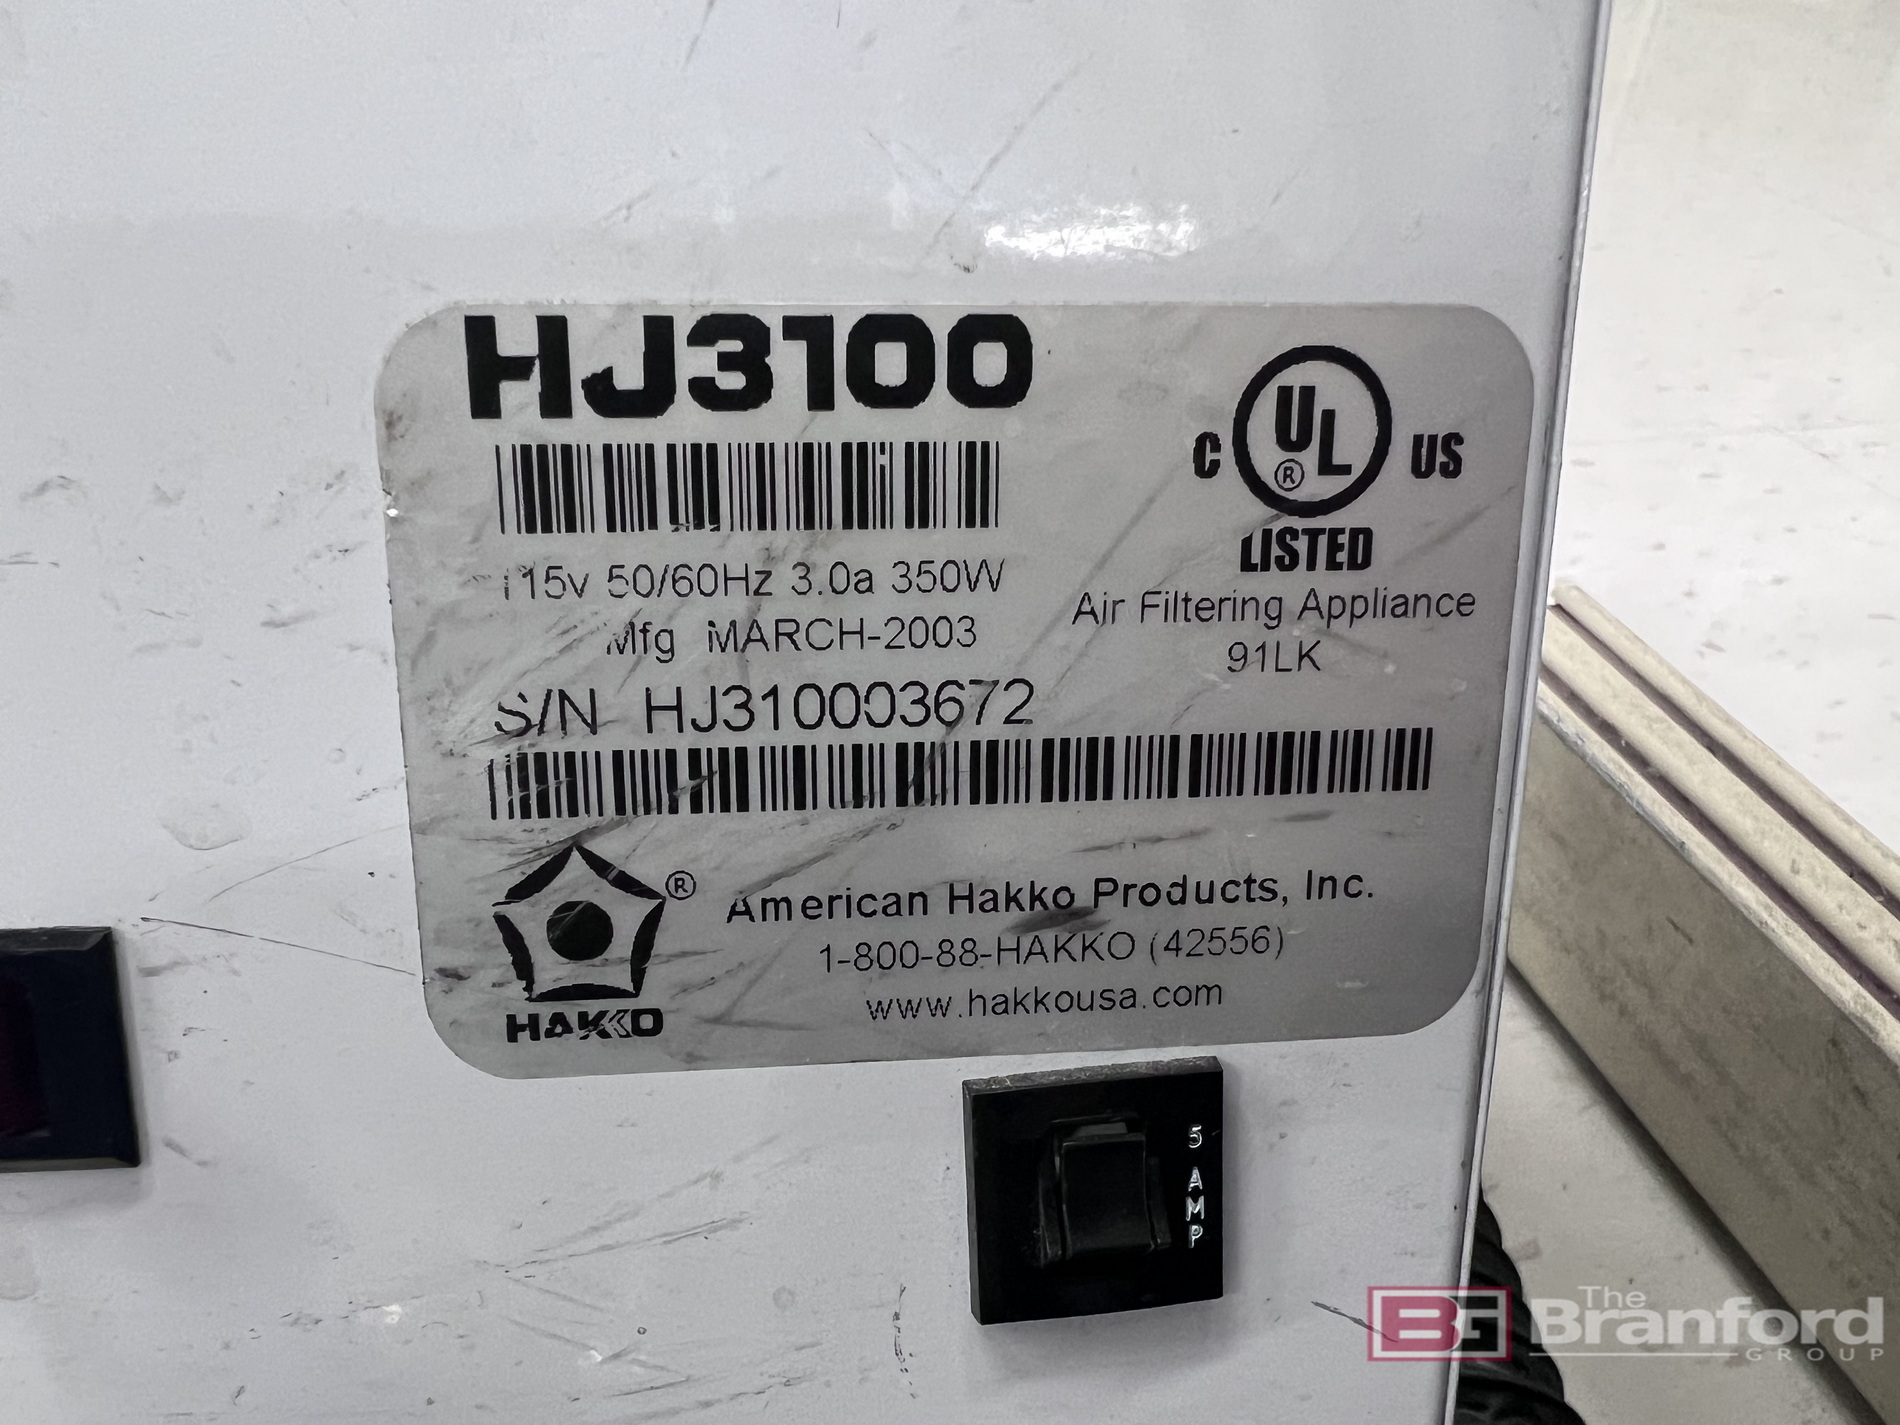 HJ3100
C UL® US
LISTED
115v 50/60Hz 3.0a 350W
Air Filtering Appliance
Mfg MARCH-2003
91LK
S/N HJ310003672
®
HAKKO
American Hakko Products, Inc.
1-800-88-HAKKO (42556)
www.hakkousa.com
5 AMP
BG The Branford GROUP